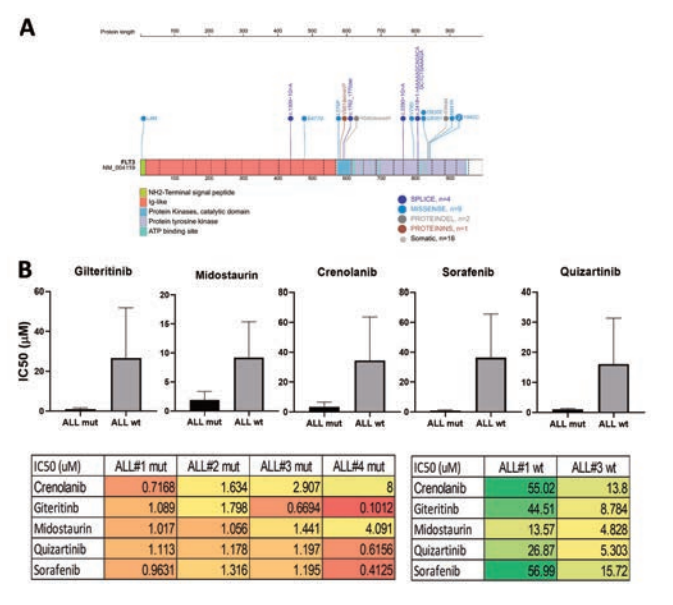 A
Protein length
100 200 300 400 500 600 700 800 900
FLT3
NM_004119
100 200 300 400 500 600 700 800 900
NH2-Terminal signal peptide
Ig-like
Protein Kinases, catalytic domain
Protein tyrosine kinase
ATP binding site
SPLICE, n=4
MISSENSE, n=9
PROTEINDEL, n=2
PROTEININS, n=1
Somatic, n=16
B
Gilteritinib Midostaurin Crenolanib Sorafenib Quizartinib
IC50 (μM)
60
40
20
0
ALL mut ALL wt
20
15
10
5
0
ALL mut ALL wt
80
60
40
20
0
ALL mut ALL wt
80
60
40
20
0
ALL mut ALL wt
40
30
20
10
0
ALL mut ALL wt
IC50 (uM) ALL#1 mut ALL#2 mut ALL#3 mut ALL#4 mut
Crenolanib 0.7168 1.634 2.907 8
Giteritinib 1.089 1.798 0.6694 0.1012
Midostaurin 1.017 1.056 1.441 4.091
Quizartinib 1.113 1.178 1.197 0.6156
Sorafenib 0.9631 1.316 1.195 0.4125
IC50 (uM) ALL#1 wt ALL#3 wt
Crenolanib 55.02 13.8
Giteritinib 44.51 8.784
Midostaurin 13.57 4.828
Quizartinib 26.87 5.303
Sorafenib 56.99 15.72